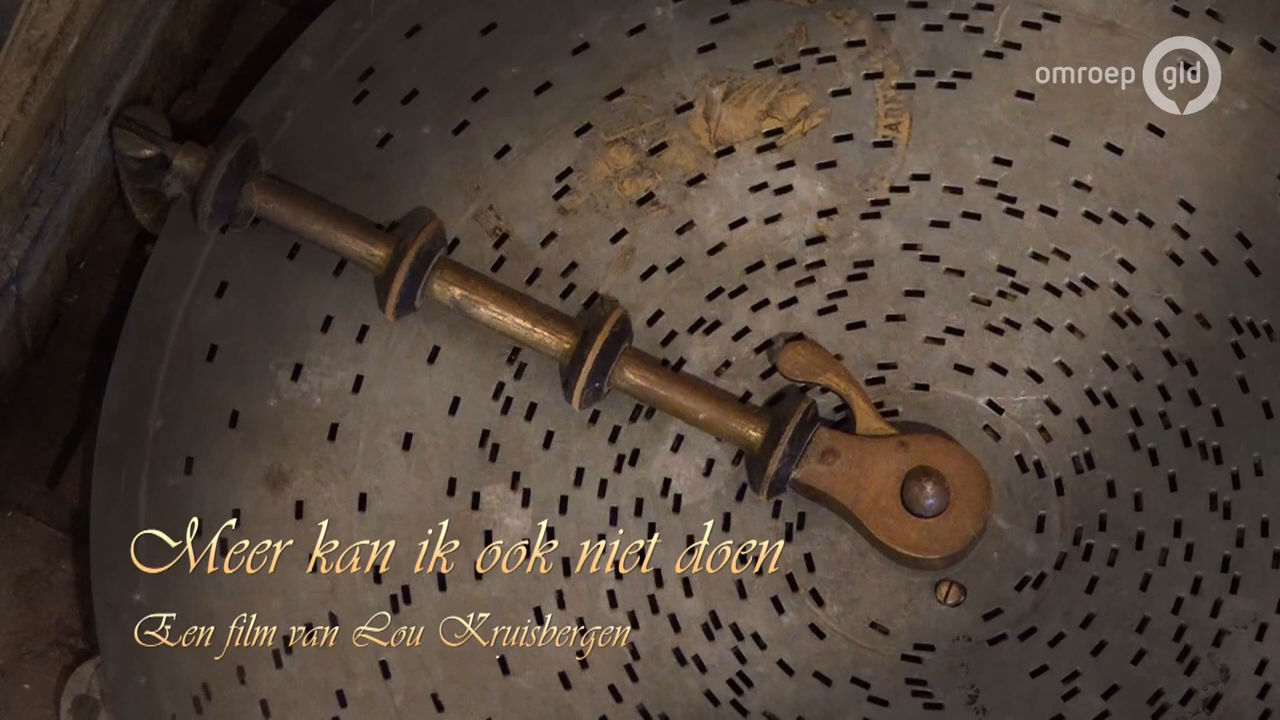 omroep gld
Meer kan ik ook niet doen
Een film van Lou Kruisbergen